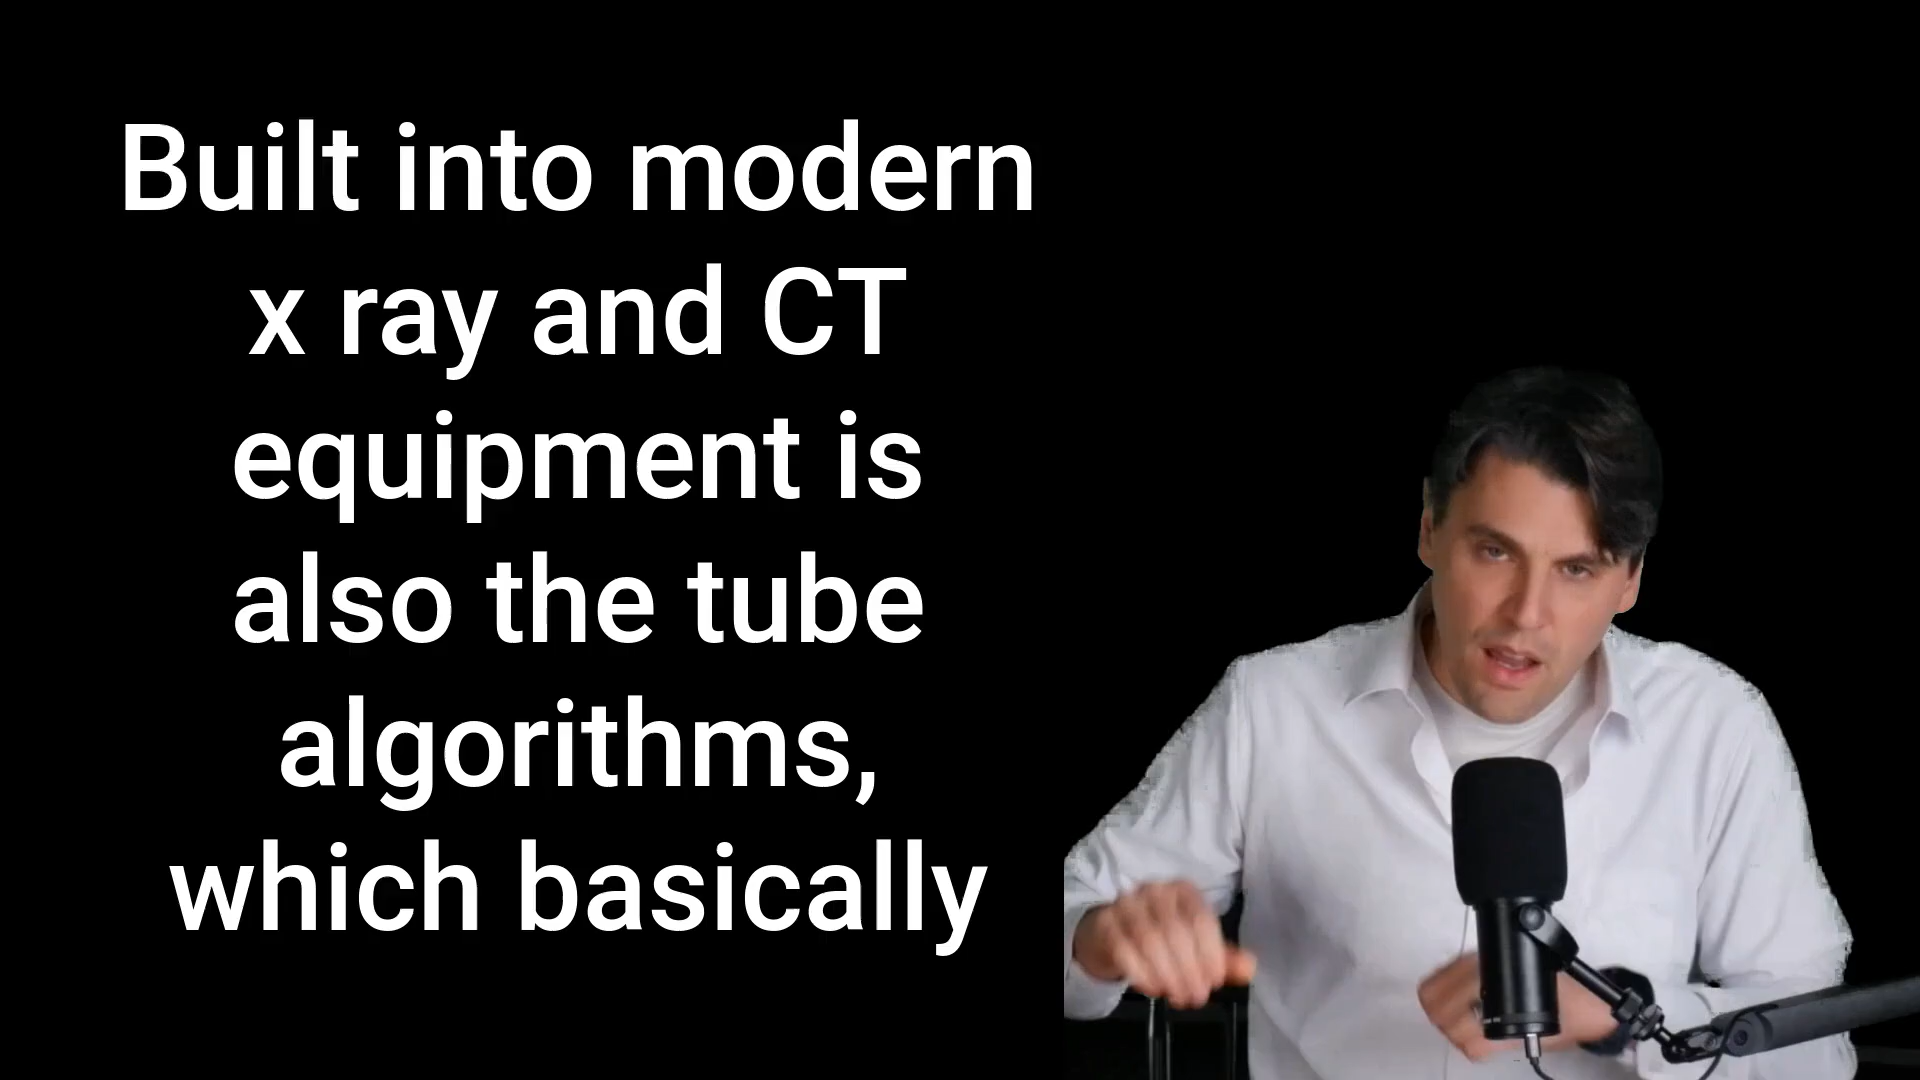 Built into modern
x ray and CT
equipment is
also the tube
algorithms,
which basically